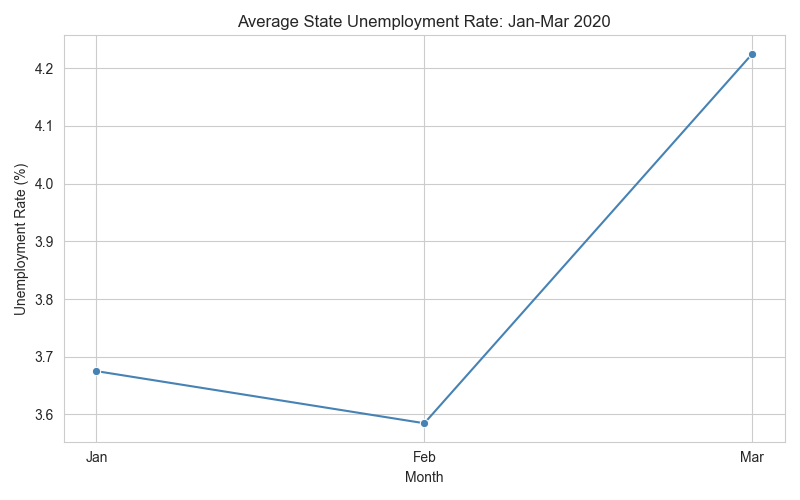 Average State Unemployment Rate: Jan-Mar 2020
Unemployment Rate (%)
4.2
4.1
4.0
3.9
3.8
3.7
3.6
Jan Feb Mar
Month